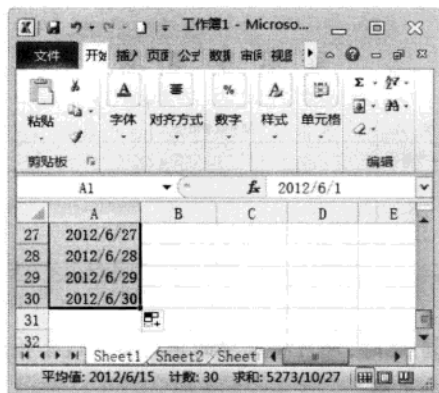 工作簿1 - Microso...
文件 开始 插入 页面 公式 数据 审阅 视图
粘贴 字体 对齐方式 数字 样式 单元格
剪贴板 编辑
A1 fx 2012/6/1
A B C D E
27 2012/6/27
28 2012/6/28
29 2012/6/29
30 2012/6/30
31
32
Sheet1 Sheet2 Sheet
平均值: 2012/6/15 计数: 30 求和: 5273/10/27